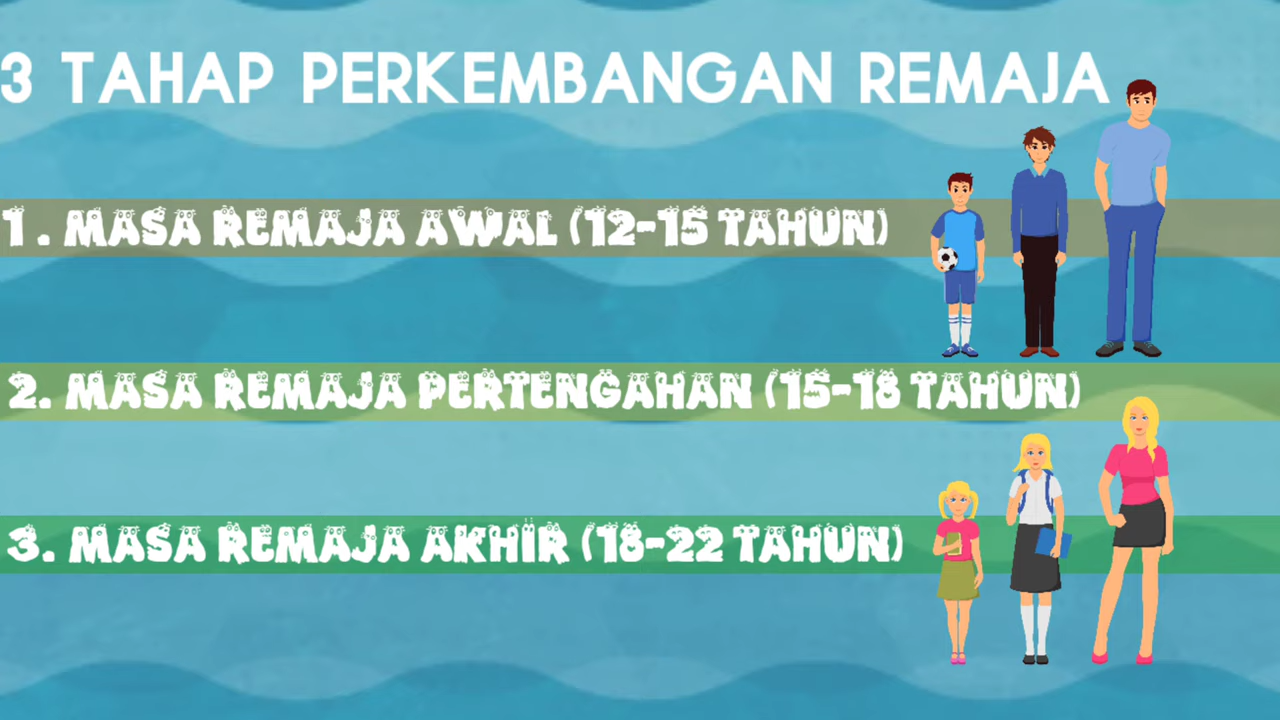 3 TAHAP PERKEMBANGAN REMAJA
1. MASA REMAJA AWAL (12-15 TAHUN)
2. MASA REMAJA PERTENGAHAN (15-18 TAHUN)
3. MASA REMAJA AKHIR (18-22 TAHUN)